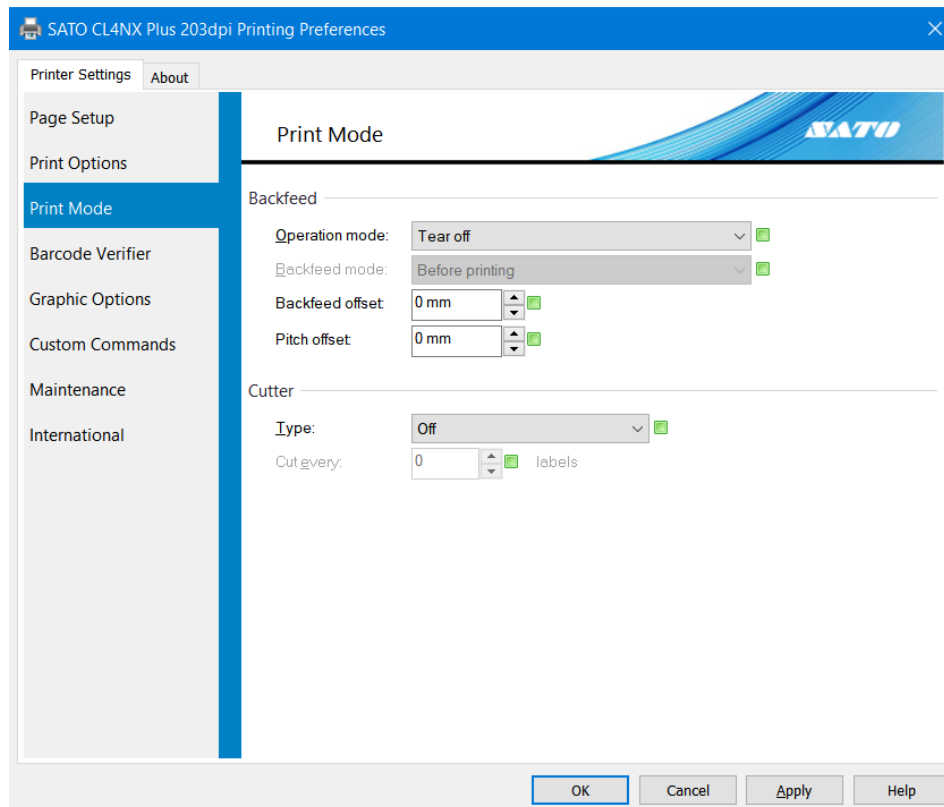 SATO CL4NX Plus 203dpi Printing Preferences
Printer Settings About
Page Setup
Print Options
Print Mode
Barcode Verifier
Graphic Options
Custom Commands
Maintenance
International
Print Mode
SATO
Backfeed
Operation mode: Tear off
Backfeed mode: Before printing
Backfeed offset: 0 mm
Pitch offset: 0 mm
Cutter
Type: Off
Cut every: 0 labels
OK Cancel Apply Help